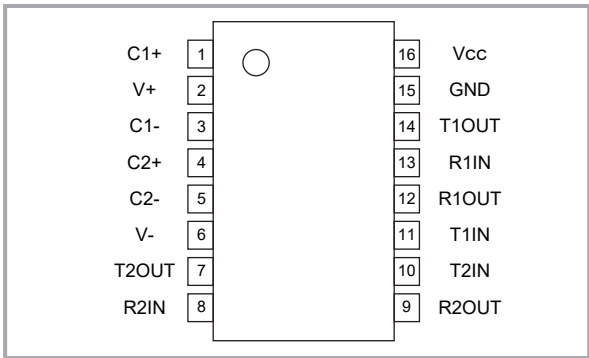 C1+ 1 16 Vcc
V+ 2 15 GND
C1- 3 14 T1OUT
C2+ 4 13 R1IN
C2- 5 12 R1OUT
V- 6 11 T1IN
T2OUT 7 10 T2IN
R2IN 8 9 R2OUT